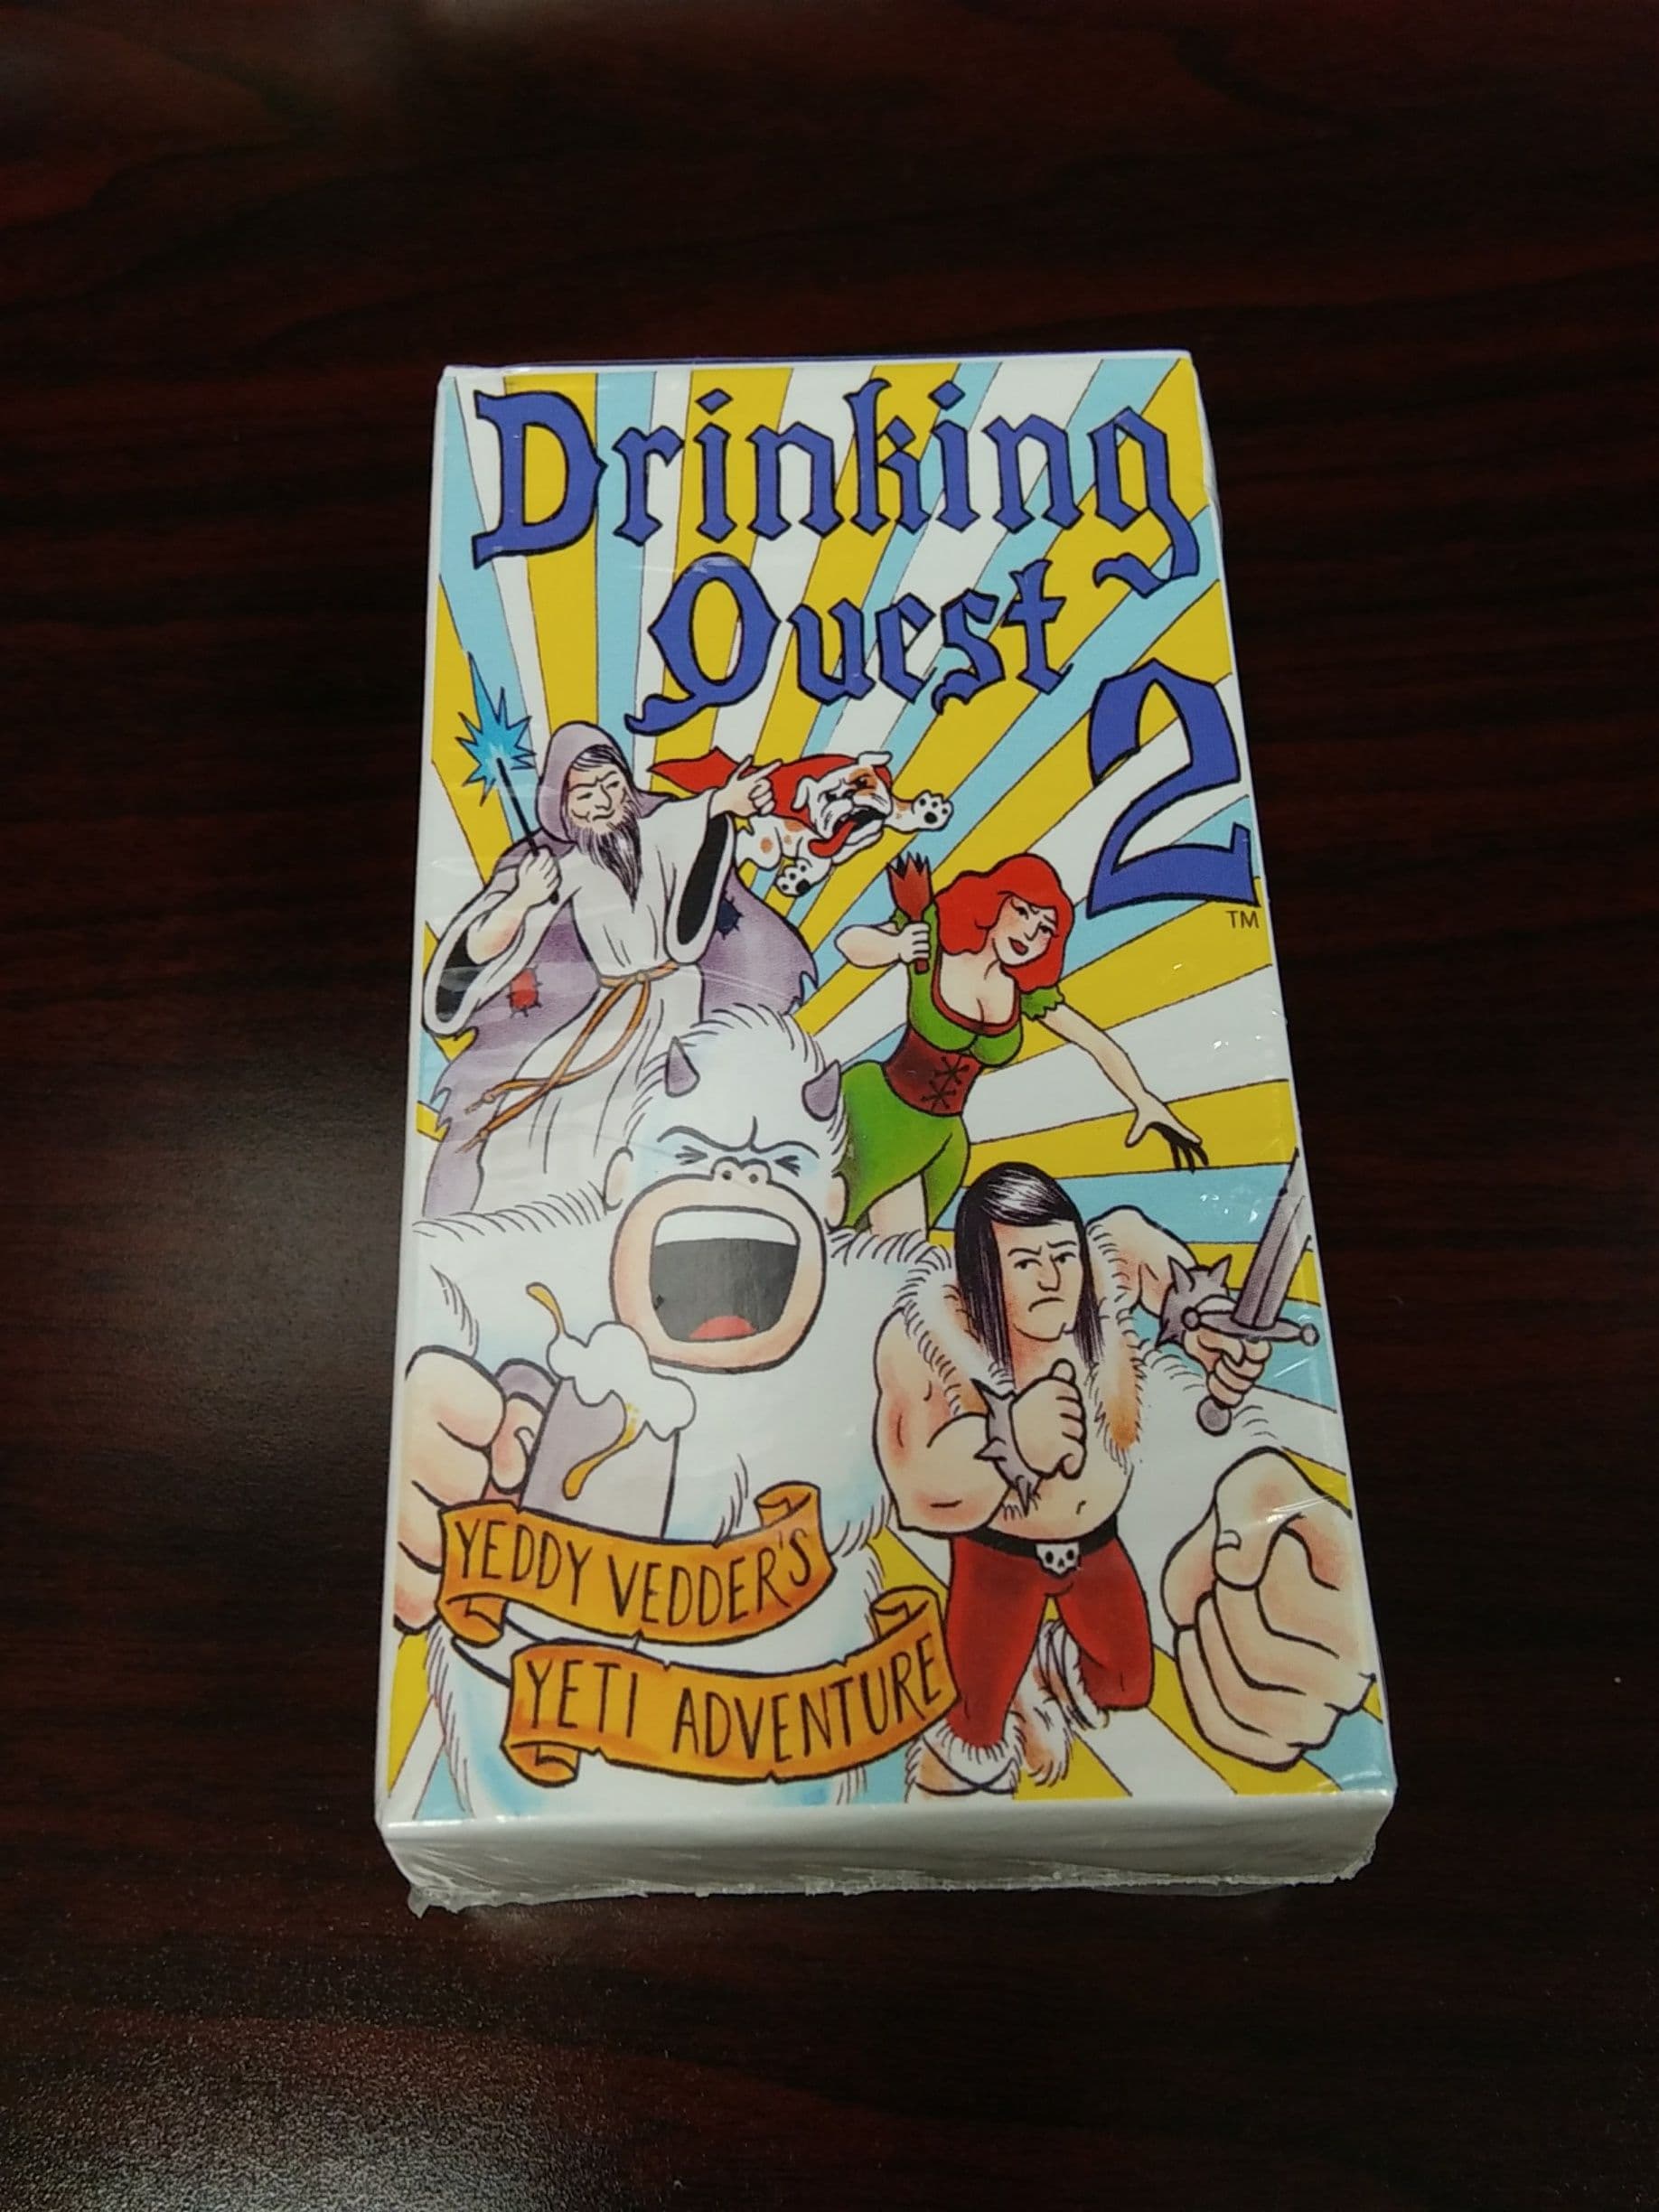 Drinking
Quest
2
TM
YEDDY VEDDER'S
YETI ADVENTURE